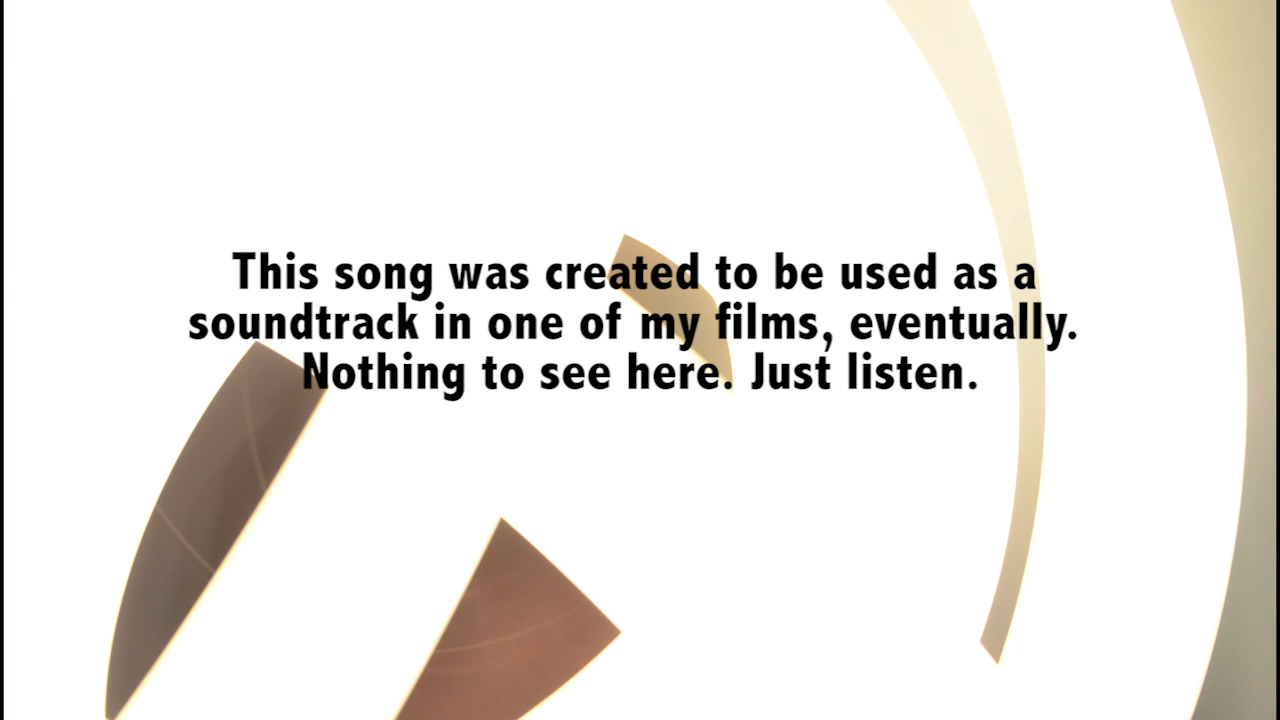 This song was created to be used as a
soundtrack in one of my films, eventually.
Nothing to see here. Just listen.